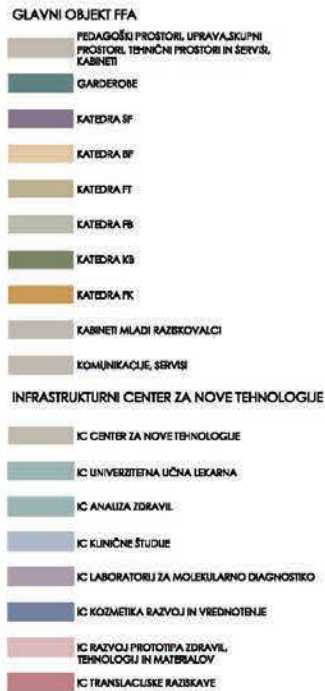 GLAVNI OBJEKT FFA
PEDAGOŠKI PROSTORI, UPRAVA,SKUPNI
PROSTORI, TEHNIČNI PROSTORI IN SERVISI,
KABINETI
GARDEROBE
KATEDRA SF
KATEDRA BF
KATEDRA FT
KATEDRA FB
KATEDRA KB
KATEDRA FK
KABINETI MLADI RAZISKOVALCI
KOMUNIKACIJE, SERVISI
INFRASTRUKTURNI CENTER ZA NOVE TEHNOLOGIJE
IC CENTER ZA NOVE TEHNOLOGIJE
IC UNIVERZITETNA UČNA LEKARNA
IC ANALIZA ZDRAVIL
IC KLINIČNE ŠTUDIJE
IC LABORATORIJ ZA MOLEKULARNO DIAGNOSTIKO
IC KOZMETIKA RAZVOJ IN VREDNOTENJE
IC RAZVOJ PROTOTIPA ZDRAVIL,
TEHNOLOGIJ IN MATERIALOV
IC TRANSLACIJSKE RAZISKAVE